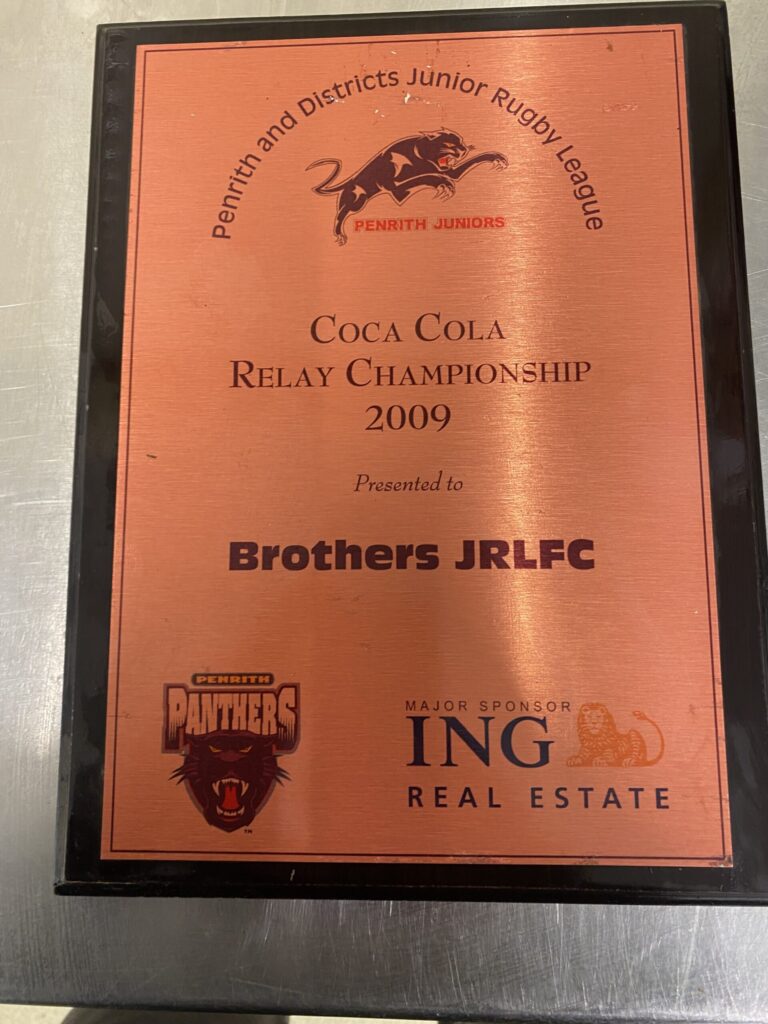 Penrith and Districts Junior Rugby League
PENRITH JUNIORS
COCA COLA
RELAY CHAMPIONSHIP
2009
Presented to
Brothers JRLFC
PENRITH
PANTHERS
TM
MAJOR SPONSOR
ING
REAL ESTATE